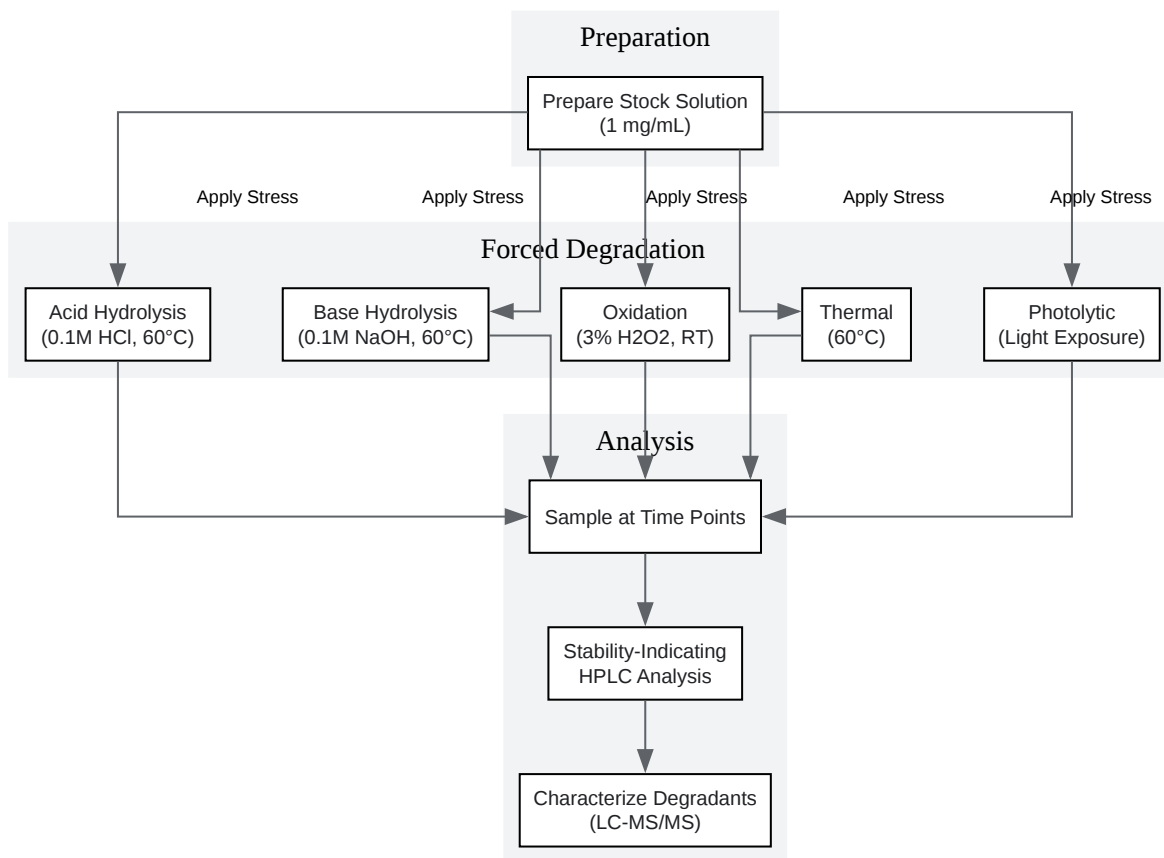 Preparation
Prepare Stock Solution
(1 mg/mL)
Apply Stress
Apply Stress
Apply Stress
Apply Stress
Apply Stress
Forced Degradation
Acid Hydrolysis
(0.1M HCl, 60°C)
Base Hydrolysis
(0.1M NaOH, 60°C)
Oxidation
(3% H2O2, RT)
Thermal
(60°C)
Photolytic
(Light Exposure)
Analysis
Sample at Time Points
Stability-Indicating
HPLC Analysis
Characterize Degradants
(LC-MS/MS)